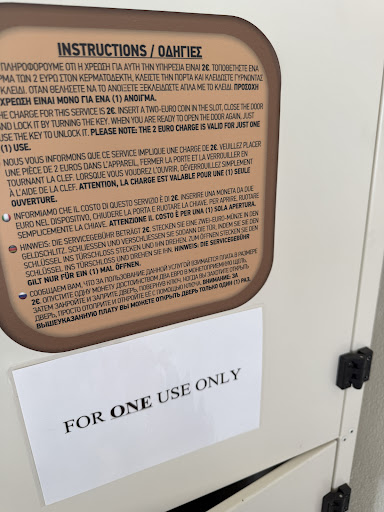 INSTRUCTIONS / ΟΔΗΓΙΕΣ
ΠΛΗΡΟΦΟΡΟΥΜΕ ΟΤΙ Η ΧΡΕΩΣΗ ΓΙΑ ΑΥΤΗ ΤΗΝ ΥΠΗΡΕΣΙΑ ΕΙΝΑΙ 2€. ΤΟΠΟΘΕΤΗΣΤΕ ΕΝΑ
ΡΜΑ ΤΩΝ 2 ΕΥΡΩ ΣΤΟΝ ΚΕΡΜΑΤΟΔΕΚΤΗ, ΚΛΕΙΣΤΕ ΤΗΝ ΠΟΡΤΑ ΚΑΙ ΚΛΕΙΔΩΣΤΕ ΓΥΡΝΩΝΤΑΣ
ΚΛΕΙΔΙ. ΟΤΑΝ ΘΕΛΗΣΕΤΕ ΝΑ ΤΟ ΑΝΟΙΞΕΤΕ ΞΕΚΛΕΙΔΩΣΤΕ ΑΠΛΑ ΜΕ ΤΟ ΚΛΕΙΔΙ. ΠΡΟΣΟΧΗ
ΧΡΕΩΣΗ ΕΙΝΑΙ ΜΟΝΟ ΓΙΑ ΕΝΑ (1) ΑΝΟΙΓΜΑ.
HE CHARGE FOR THIS SERVICE IS 2€. INSERT A TWO-EURO COIN IN THE SLOT, CLOSE THE DOOR
AND LOCK IT BY TURNING THE KEY. WHEN YOU ARE READY TO OPEN THE DOOR AGAIN, JUST
USE THE KEY TO UNLOCK IT. PLEASE NOTE: THE 2 EURO CHARGE IS VALID FOR JUST ONE
(1) USE.
NOUS VOUS INFORMONS QUE CE SERVICE IMPLIQUE UNE CHARGE DE 2€. VEUILLEZ PLACER
UNE PIÈCE DE 2 EUROS DANS L'APPAREIL, FERMER LA PORTE ET LA VERROUILLER EN
TOURNANT LA CLEF. LORSQUE VOUS VOUDREZ L'OUVRIR, DÉVERROUILLEZ SIMPLEMENT
À L'AIDE DE LA CLEF. ATTENTION, LA CHARGE EST VALABLE POUR UNE (1) SEULE
OUVERTURE.
INFORMIAMO CHE IL COSTO DI QUESTO SERVIZIO È DI 2€. INSERIRE UNA MONETA DA DUE
EURO NEL DISPOSITIVO, CHIUDERE LA PORTA E RUOTARE LA CHIAVE. PER APRIRE, RUOTARE
NUOVAMENTE LA CHIAVE. ATTENZIONE IL COSTO È PER UNA (1) SOLA APERTURA.
HINWEIS: DIE SERVICEGEBÜHR BETRÄGT 2€. STECKEN SIE EINE ZWEI-EURO-MÜNZE IN DEN
GELDSCHLITZ. SCHLIESSEN UND VERSCHLIESSEN SIE SODANN DIE TÜR, INDEM SIE SIE DEN
SCHLÜSSEL INS TÜRSCHLOSS STECKEN UND IHN DREHEN. ZUM ÖFFNEN STECKEN SIE DEN
SCHLÜSSEL INS TÜRSCHLOSS UND DREHEN SIE IHN. HINWEIS: DIE SERVICEGEBÜHR
GILT NUR FÜR EIN (1) MAL ÖFFNEN.
СООБЩАЕМ ВАМ, ЧТО ЗА ПОЛЬЗОВАНИЕ ДАННОЙ УСЛУГОЙ ВЗИМАЕТСЯ ПЛАТА В РАЗМЕРЕ
2€. ОПУСТИТЕ ОДНУ МОНЕТУ ДОСТОИНСТВОМ ДВА ЕВРО В МОНЕТОПРИЕМНУЮ ЩЕЛЬ,
ЗАТЕМ ЗАКРОЙТЕ И ЗАПРИТЕ ДВЕРЬ, ПОВЕРНУВ КЛЮЧ. КОГДА ВЫ ЗАХОТИТЕ ОТКРЫТЬ
ДВЕРЬ, ПРОСТО ОТОПРИТЕ И ОТКРОЙТЕ ЕЕ С ПОМОЩЬЮ КЛЮЧА. ВНИМАНИЕ: ЗА
ВЫШЕУКАЗАННУЮ ПЛАТУ ВЫ МОЖЕТЕ ОТКРЫТЬ ДВЕРЬ ТОЛЬКО ОДИН (1) РАЗ.
FOR ONE USE ONLY